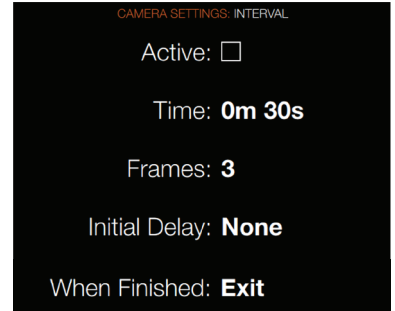 CAMERA SETTINGS: INTERVAL
Active:
Time: 0m 30s
Frames: 3
Initial Delay: None
When Finished: Exit